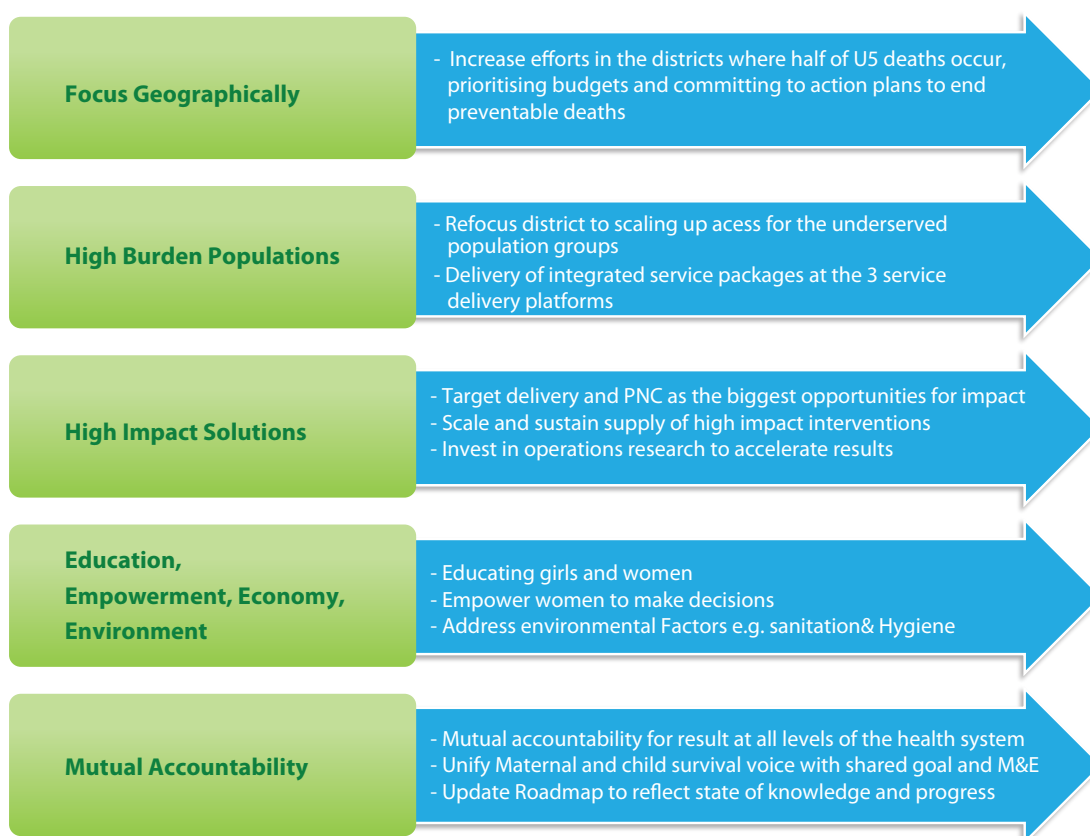 Focus Geographically
- Increase efforts in the districts where half of U5 deaths occur,
prioritising budgets and committing to action plans to end
preventable deaths
High Burden Populations
- Refocus district to scaling up acess for the underserved
population groups
- Delivery of integrated service packages at the 3 service
delivery platforms
High Impact Solutions
- Target delivery and PNC as the biggest opportunities for impact
- Scale and sustain supply of high impact interventions
- Invest in operations research to accelerate results
Education,
Empowerment, Economy,
Environment
- Educating girls and women
- Empower women to make decisions
- Address environmental Factors e.g. sanitation& Hygiene
Mutual Accountability
- Mutual accountability for result at all levels of the health system
- Unify Maternal and child survival voice with shared goal and M&E
- Update Roadmap to reflect state of knowledge and progress